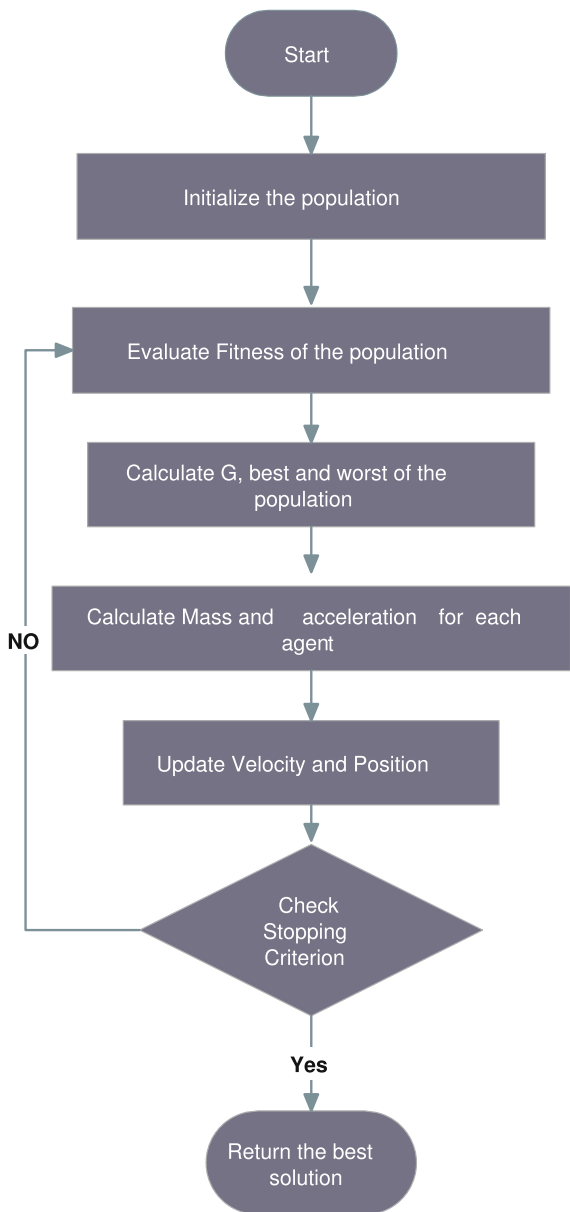 Start
Initialize the population
Evaluate Fitness of the population
Calculate G, best and worst of the
population
Calculate Mass and acceleration for each
agent
NO
Update Velocity and Position
Check
Stopping
Criterion
Yes
Return the best
solution